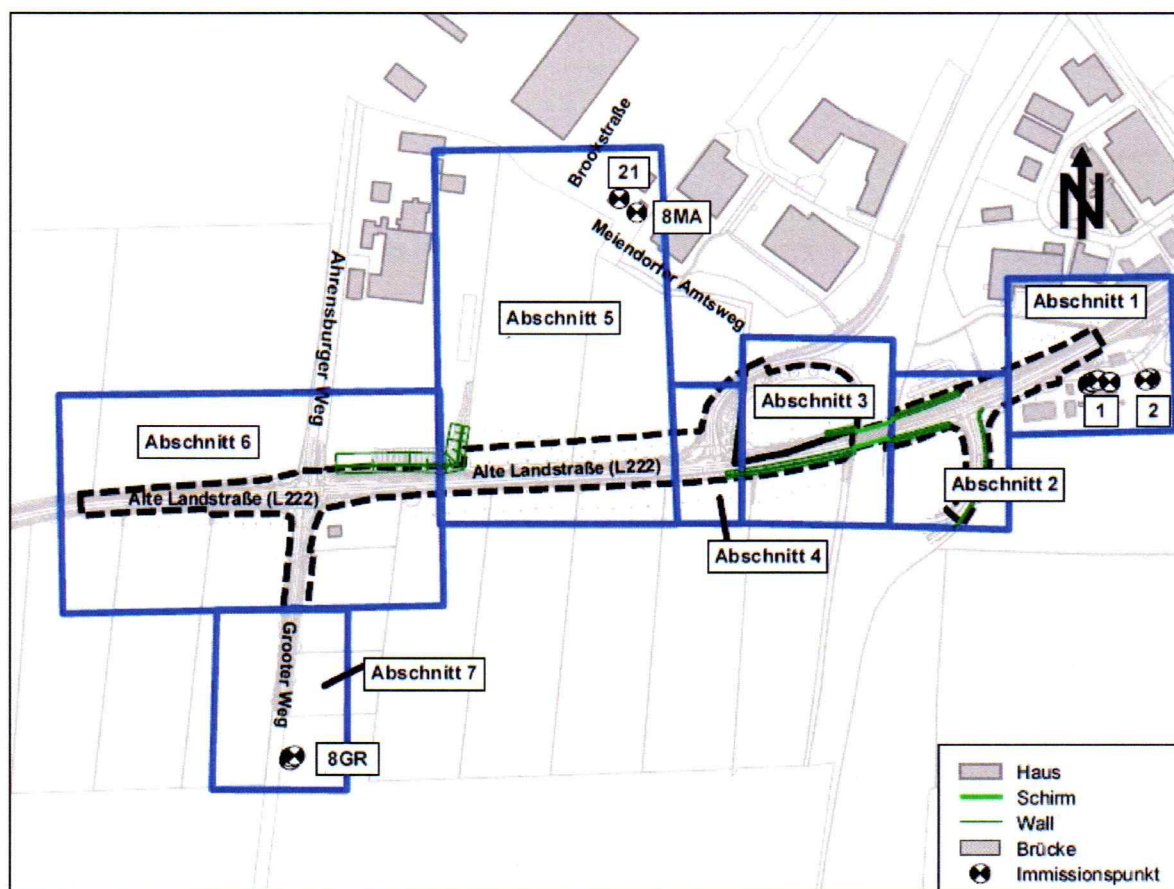 Brookstraße
21
8MA
N
Meiendorfer Amtsweg
Ahrensburger Weg
Abschnitt 1
Abschnitt 5
1
2
Abschnitt 3
Abschnitt 6
Alte Landstraße (L222)
Alte Landstraße (L222)
Abschnitt 2
Abschnitt 4
Grooter Weg
Abschnitt 7
8GR
Haus
Schirm
Wall
Brücke
Immissionspunkt